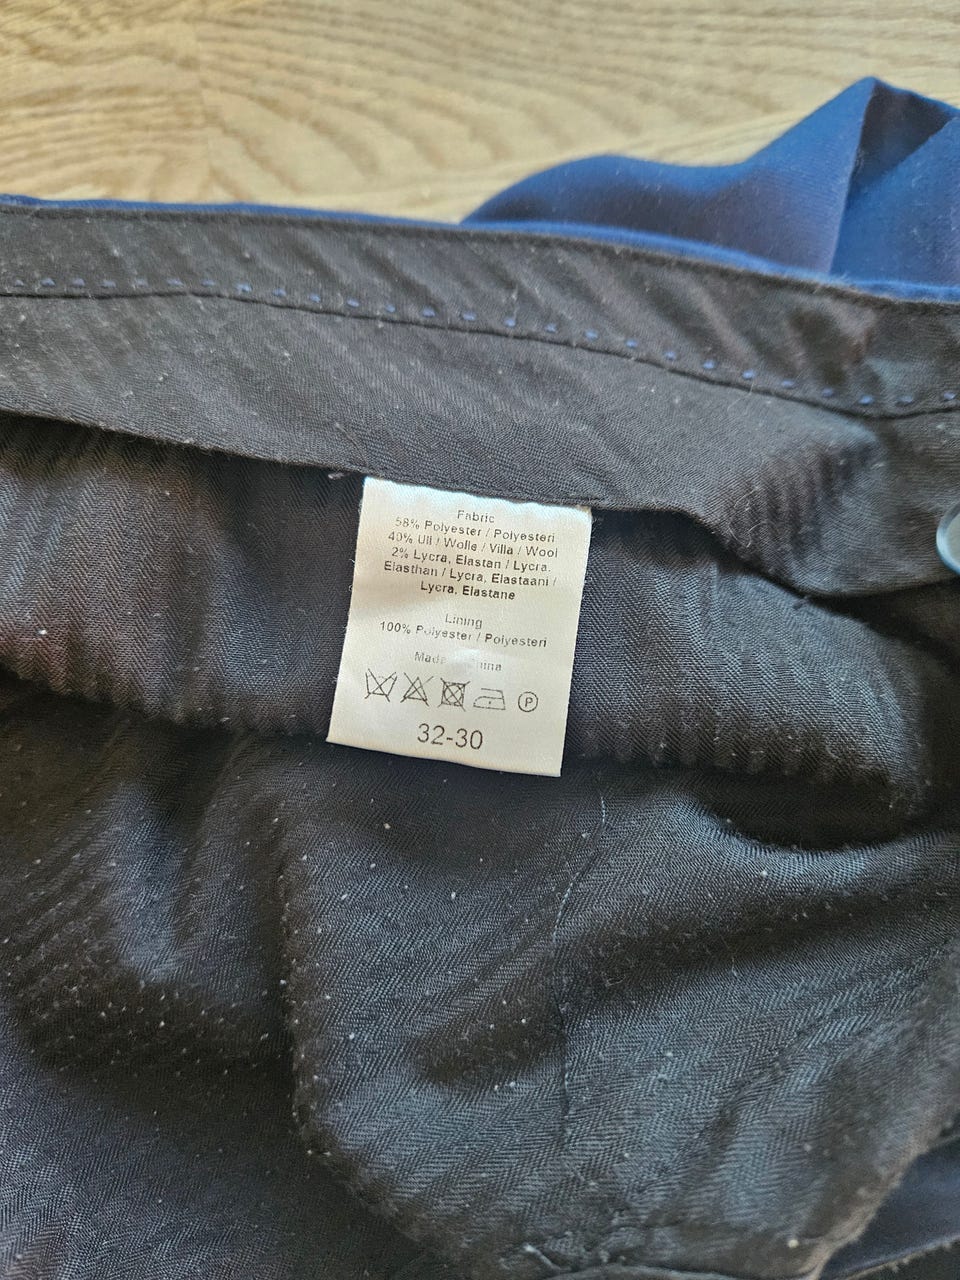 Fabric
58% Polyester / Polyesteri
40% Ull / Wolle / Villa / Wool
2% Lycra, Elastan / Lycra,
Elasthan / Lycra, Elastaani /
Lycra, Elastane
Lining
100% Polyester / Polyesteri
Made
P
32-30